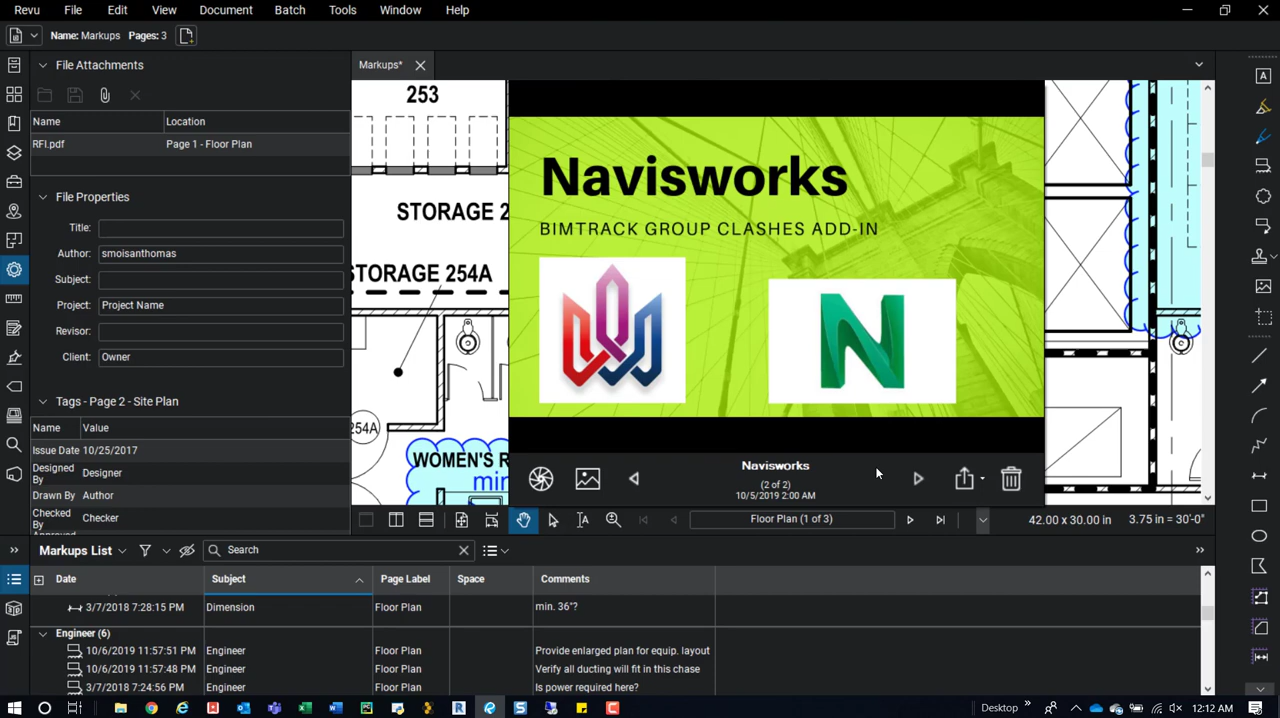 Revu File Edit View Document Batch Tools Window Help
Name: Markups Pages: 3
File Attachments
Name Location
RFI.pdf Page 1 - Floor Plan
File Properties
Title:
Author: smoisanthomas
Subject:
Project: Project Name
Revisor:
Client: Owner
Tags - Page 2 - Site Plan
Name Value
Issue Date 10/25/2017
Designed By Designer
Drawn By Author
Checked By Checker
Markups*
253
STORAGE 2
STORAGE 254A
254A
WOMEN'S R
min
Navisworks
BIMTRACK GROUP CLASHES ADD-IN
Navisworks
(2 of 2)
10/5/2019 2:00 AM
Floor Plan (1 of 3)
42.00 x 30.00 in 3.75 in = 30'-0"
Markups List Search
Date Subject Page Label Space Comments
3/7/2018 7:28:15 PM Dimension Floor Plan min. 36"?
Engineer (6)
10/6/2019 11:57:51 PM Engineer Floor Plan Provide enlarged plan for equip. layout
10/6/2019 11:57:48 PM Engineer Floor Plan Verify all ducting will fit in this chase
3/7/2018 7:24:56 PM Engineer Floor Plan Is power required here?
Desktop 12:12 AM